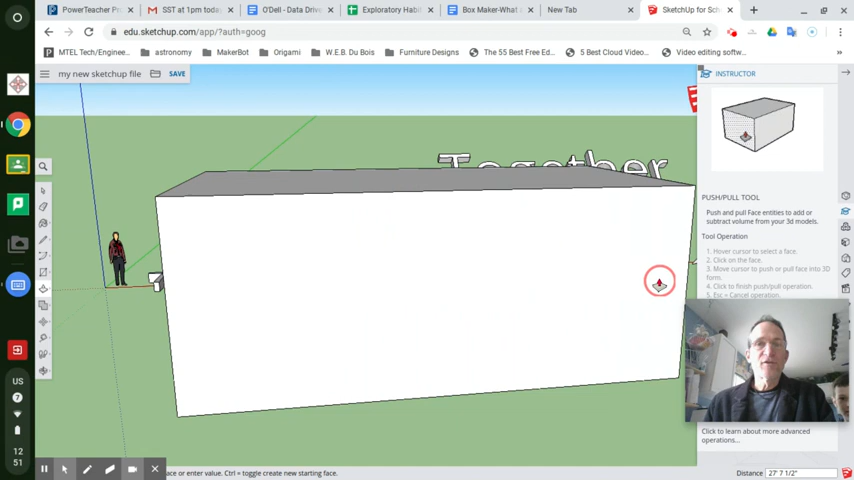 PowerTeacher Pr
SST at 1pm today
O'Dell - Data Drive
Exploratory Habi
Box Maker-What a
New Tab
SketchUp for Sch
edu.sketchup.com/app/?auth=goog
MTEL Tech/Enginee...
astronomy
MakerBot
Origami
W.E.B. Du Bois
Furniture Designs
The 55 Best Free Ed...
5 Best Cloud Video...
Video editing softw...
my new sketchup file
SAVE
INSTRUCTOR
Together
PUSH/PULL TOOL
Push and pull Face entities to add or
subtract volume from your 3d models.
Tool Operation
1. Hover cursor to select a face.
2. Click on the face.
3. Move cursor to push or pull face into 3D
form.
4. Click to finish push/pull operation.
5. Esc = Cancel operation.
US
7
12
51
Click to learn about more advanced
operations...
ace or enter value. Ctrl = toggle create new starting face.
Distance
27' 7 1/2"